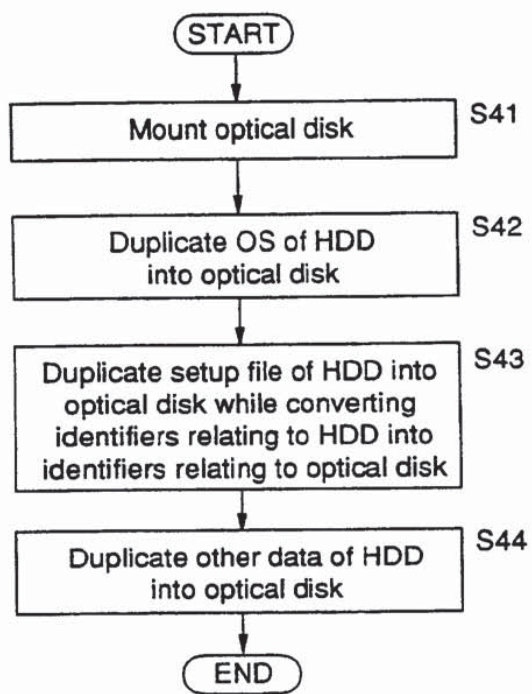 START
Mount optical disk
S41
Duplicate OS of HDD
into optical disk
S42
Duplicate setup file of HDD into
optical disk while converting
identifiers relating to HDD into
identifiers relating to optical disk
S43
Duplicate other data of HDD
into optical disk
S44
END